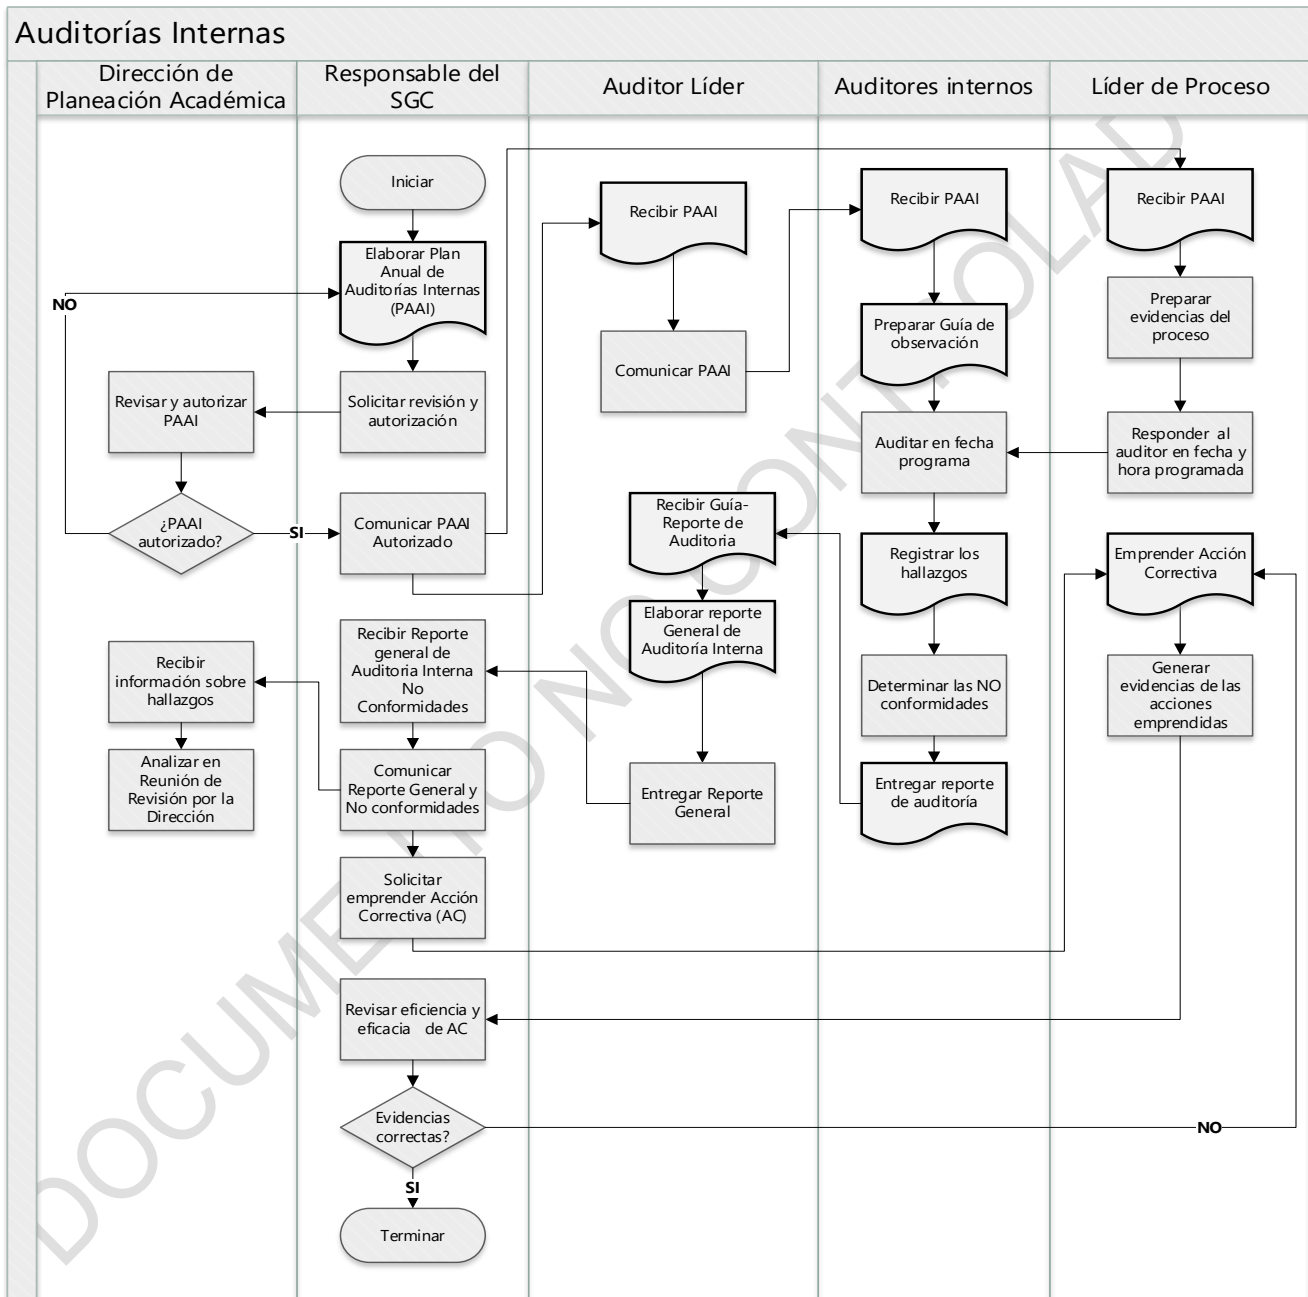 Auditorías Internas
Dirección de
Planeación Académica
Responsable del
SGC
Auditor Líder
Auditores internos
Líder de Proceso
Iniciar
Elaborar Plan
Anual de
Auditorías Internas
(PAAI)
NO
Solicitar revisión y
autorización
Revisar y autorizar
PAAI
¿PAAI
autorizado?
SI
Comunicar PAAI
Autorizado
Recibir PAAI
Comunicar PAAI
Recibir PAAI
Preparar Guía de
observación
Auditar en fecha
programa
Recibir PAAI
Preparar
evidencias del
proceso
Responder al
auditor en fecha y
hora programada
Registrar los
hallazgos
Determinar las NO
conformidades
Entregar reporte
de auditoría
Recibir Guía-
Reporte de
Auditoria
Elaborar reporte
General de
Auditoría Interna
Entregar Reporte
General
Recibir Reporte
general de
Auditoria Interna
No
Conformidades
Comunicar
Reporte General y
No conformidades
Recibir
información sobre
hallazgos
Analizar en
Reunión de
Revisión por la
Dirección
Solicitar
emprender Acción
Correctiva (AC)
Emprender Acción
Correctiva
Generar
evidencias de las
acciones
emprendidas
Revisar eficiencia y
eficacia de AC
Evidencias
correctas?
NO
SI
Terminar
DOCUMENTO NO CONTROLAD